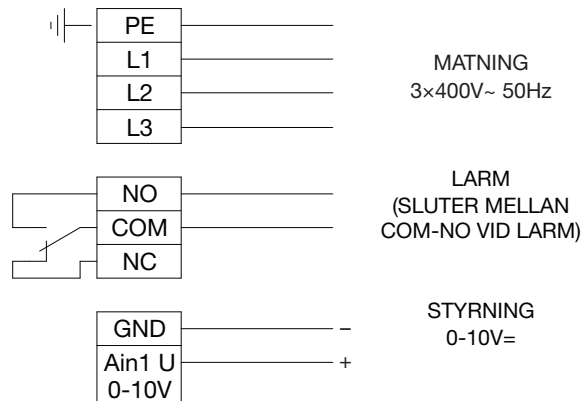 PE
L1
L2
L3
MATNING
3×400V~ 50Hz
NO
COM
NC
LARM
(SLUTER MELLAN
COM-NO VID LARM)
GND
–
Ain1 U
0-10V
+
STYRNING
0-10V=